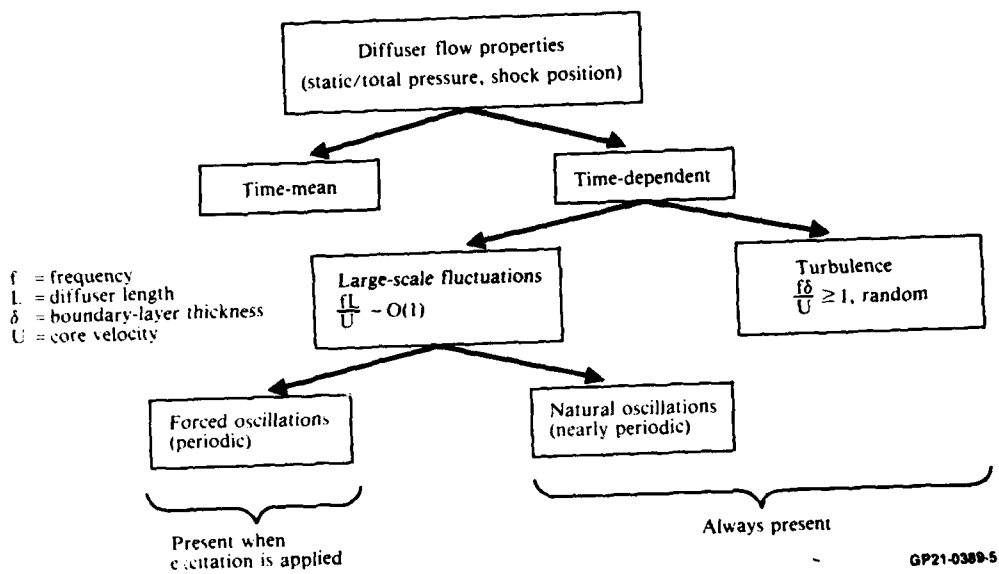 Diffuser flow properties
(static/total pressure, shock position)
Time-mean
Time-dependent
f = frequency
L = diffuser length
δ = boundary-layer thickness
U = core velocity
Large-scale fluctuations
fL/U ~ O(1)
Turbulence
fδ/U ≥ 1, random
Forced oscillations
(periodic)
Natural oscillations
(nearly periodic)
Present when
excitation is applied
Always present
GP21-0389-5